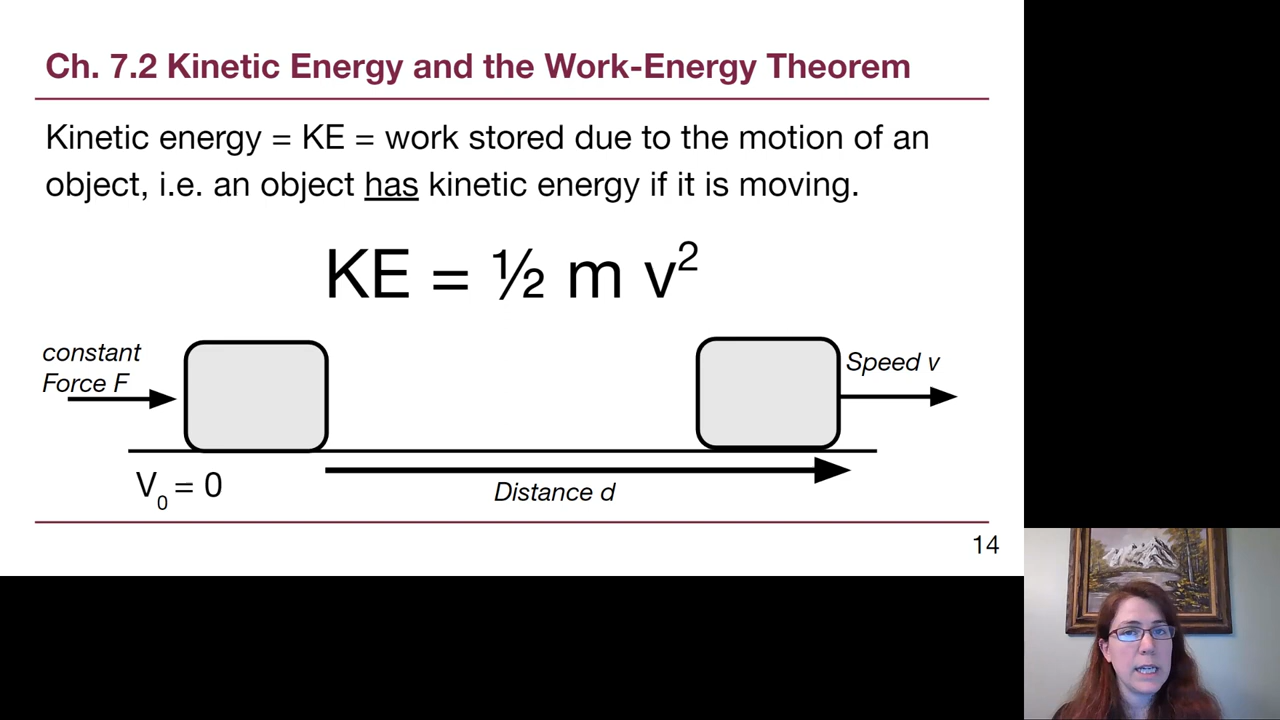 Ch. 7.2 Kinetic Energy and the Work-Energy Theorem
Kinetic energy = KE = work stored due to the motion of an
object, i.e. an object has kinetic energy if it is moving.
KE = ½ m v²
constant
Force F
Speed v
V₀ = 0
Distance d
14